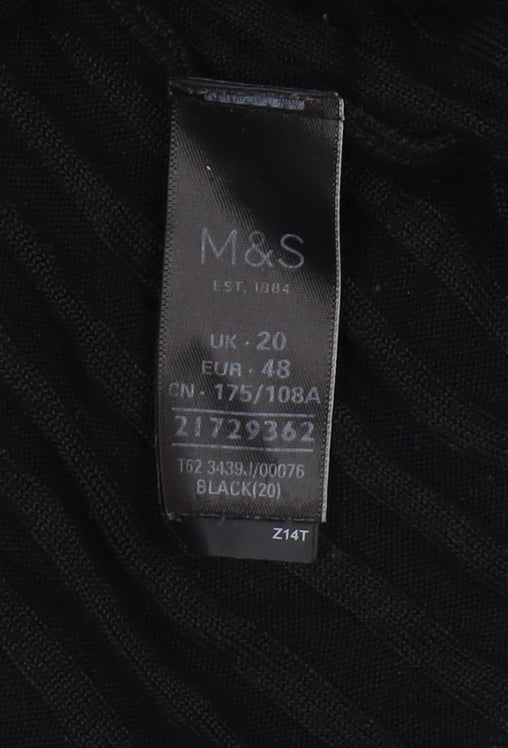 M&S
EST. 1884
UK · 20
EUR · 48
CN · 175/108A
21729362
T62 3439J/00076
BLACK(20)
Z14T